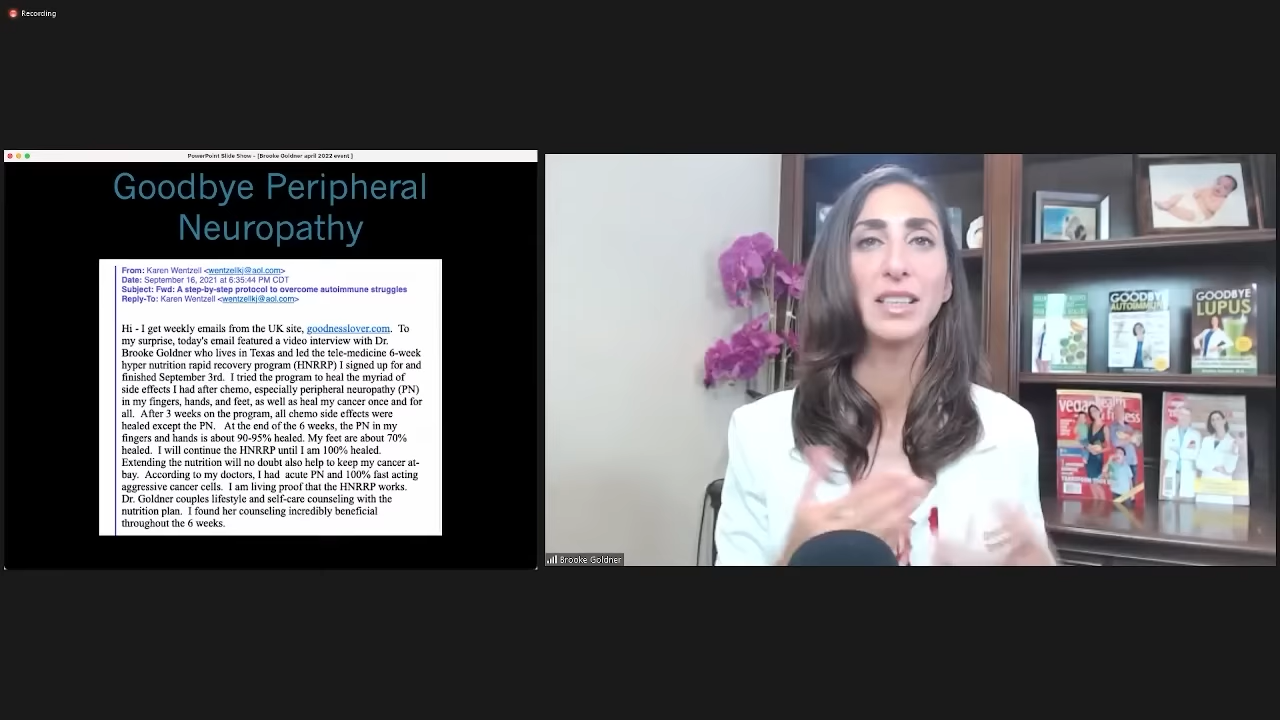 Recording
PowerPoint Slide Show - [Brooke Goldner april 2022 event ]
Goodbye Peripheral
Neuropathy
From: Karen Wentzell <wentzellkj@aol.com>
Date: September 16, 2021 at 6:35:44 PM CDT
Subject: Fwd: A step-by-step protocol to overcome autoimmune struggles
Reply-To: Karen Wentzell <wentzellkj@aol.com>
Hi - I get weekly emails from the UK site, goodnesslover.com. To
my surprise, today's email featured a video interview with Dr.
Brooke Goldner who lives in Texas and led the tele-medicine 6-week
hyper nutrition rapid recovery program (HNRRP) I signed up for and
finished September 3rd. I tried the program to heal the myriad of
side effects I had after chemo, especially peripheral neuropathy (PN)
in my fingers, hands, and feet, as well as heal my cancer once and for
all. After 3 weeks on the program, all chemo side effects were
healed except the PN. At the end of the 6 weeks, the PN in my
fingers and hands is about 90-95% healed. My feet are about 70%
healed. I will continue the HNRRP until I am 100% healed.
Extending the nutrition will no doubt also help to keep my cancer at-
bay. According to my doctors, I had acute PN and 100% fast acting
aggressive cancer cells. I am living proof that the HNRRP works.
Dr. Goldner couples lifestyle and self-care counseling with the
nutrition plan. I found her counseling incredibly beneficial
throughout the 6 weeks.
GOODBYE
AUTOIMMUNE
GOODBYE
LUPUS
health
fitness
Brooke Goldner